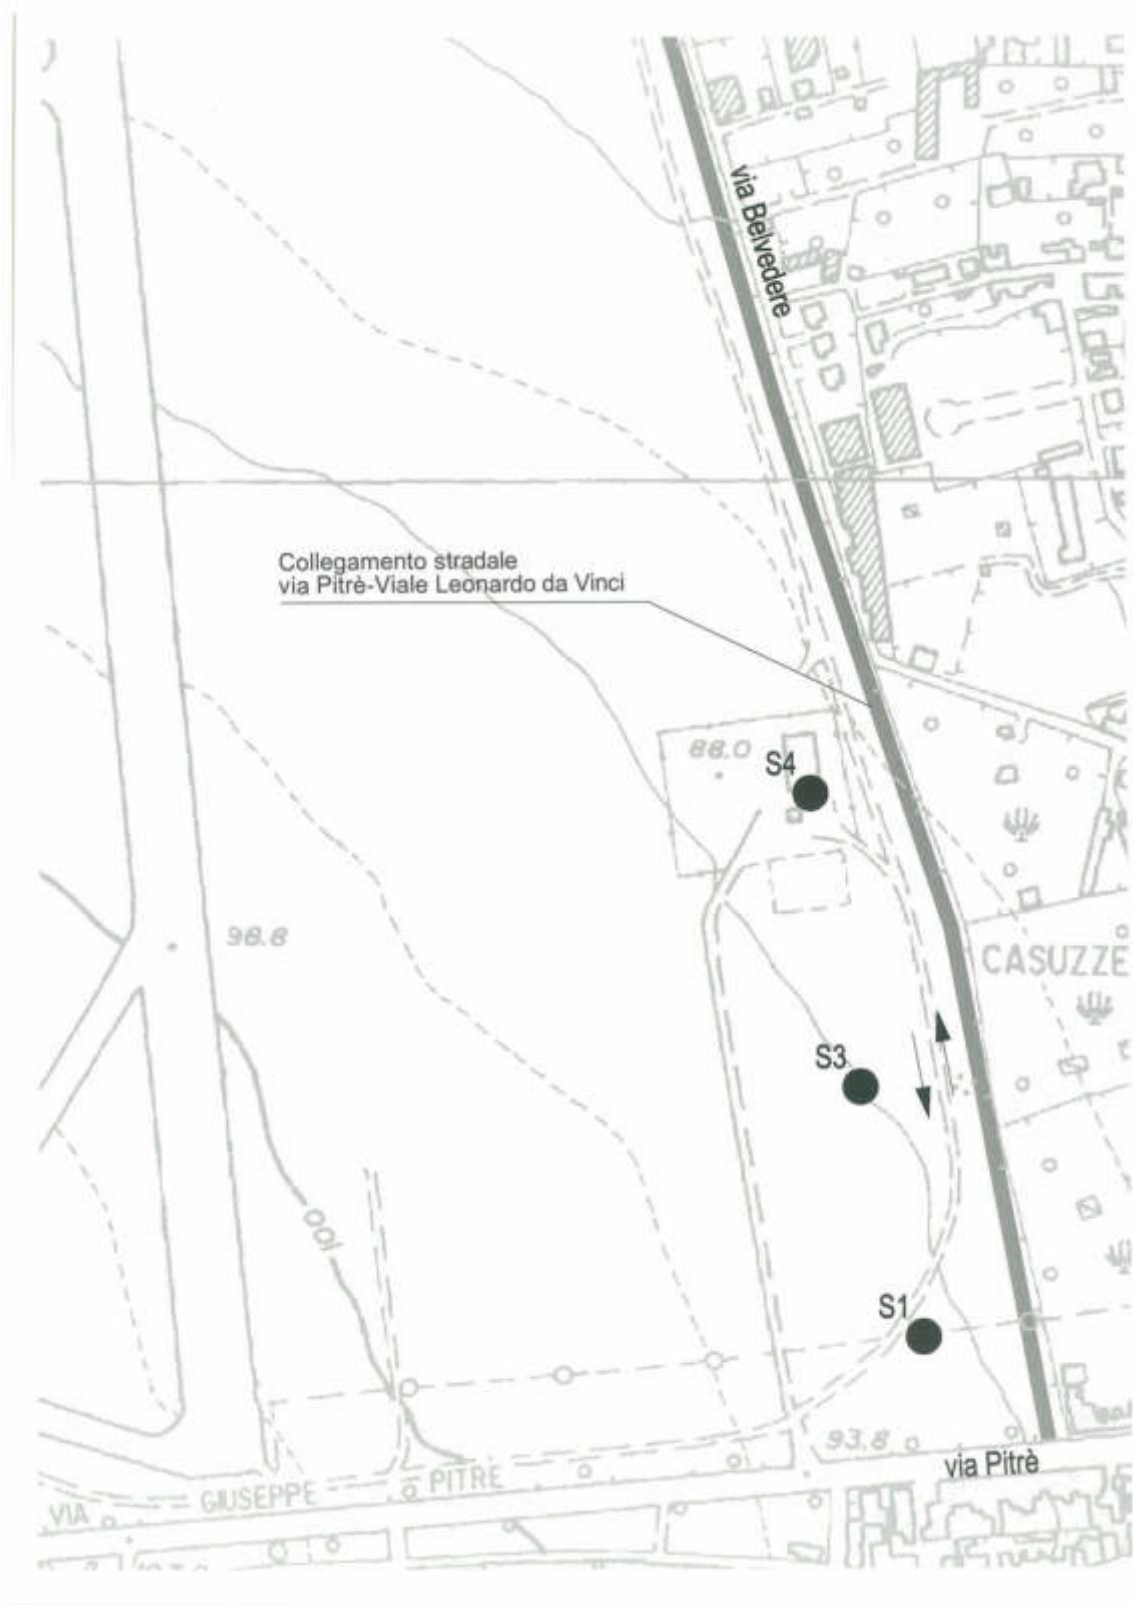 via Belvedere
Collegamento stradale
via Pitrè-Viale Leonardo da Vinci
88.0
S4
98.8
CASUZZE
S3
100
S1
93.8
via Pitrè
VIA GIUSEPPE PITRE